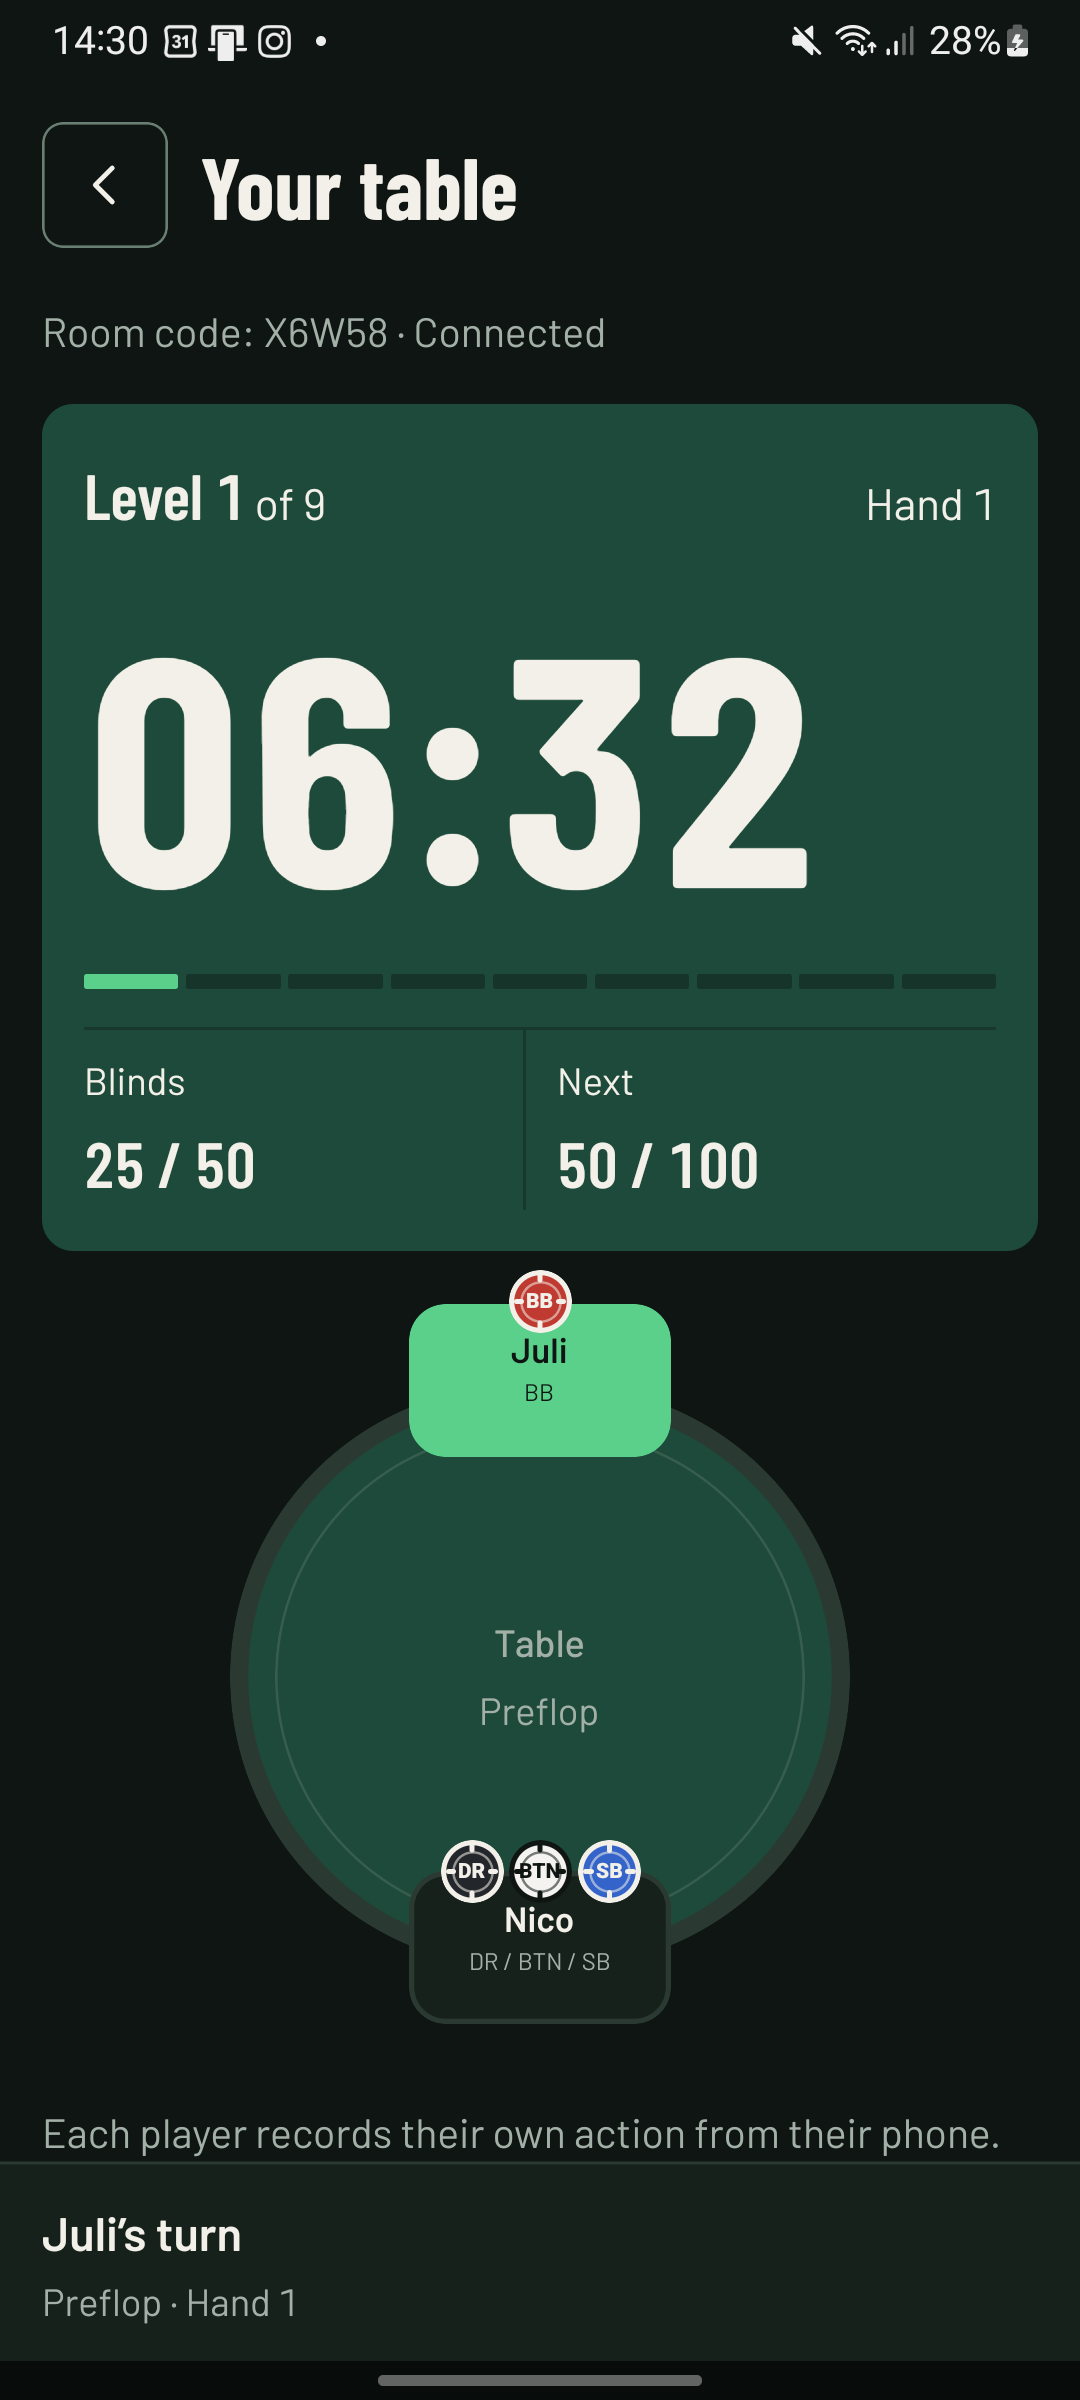 14:30 31 28%
Your table
Room code: X6W58 · Connected
Level 1 of 9 Hand 1
06:32
Blinds Next
25 / 50 50 / 100
BB
Juli
BB
Table
Preflop
DR BTN SB
Nico
DR / BTN / SB
Each player records their own action from their phone.
Juli’s turn
Preflop · Hand 1